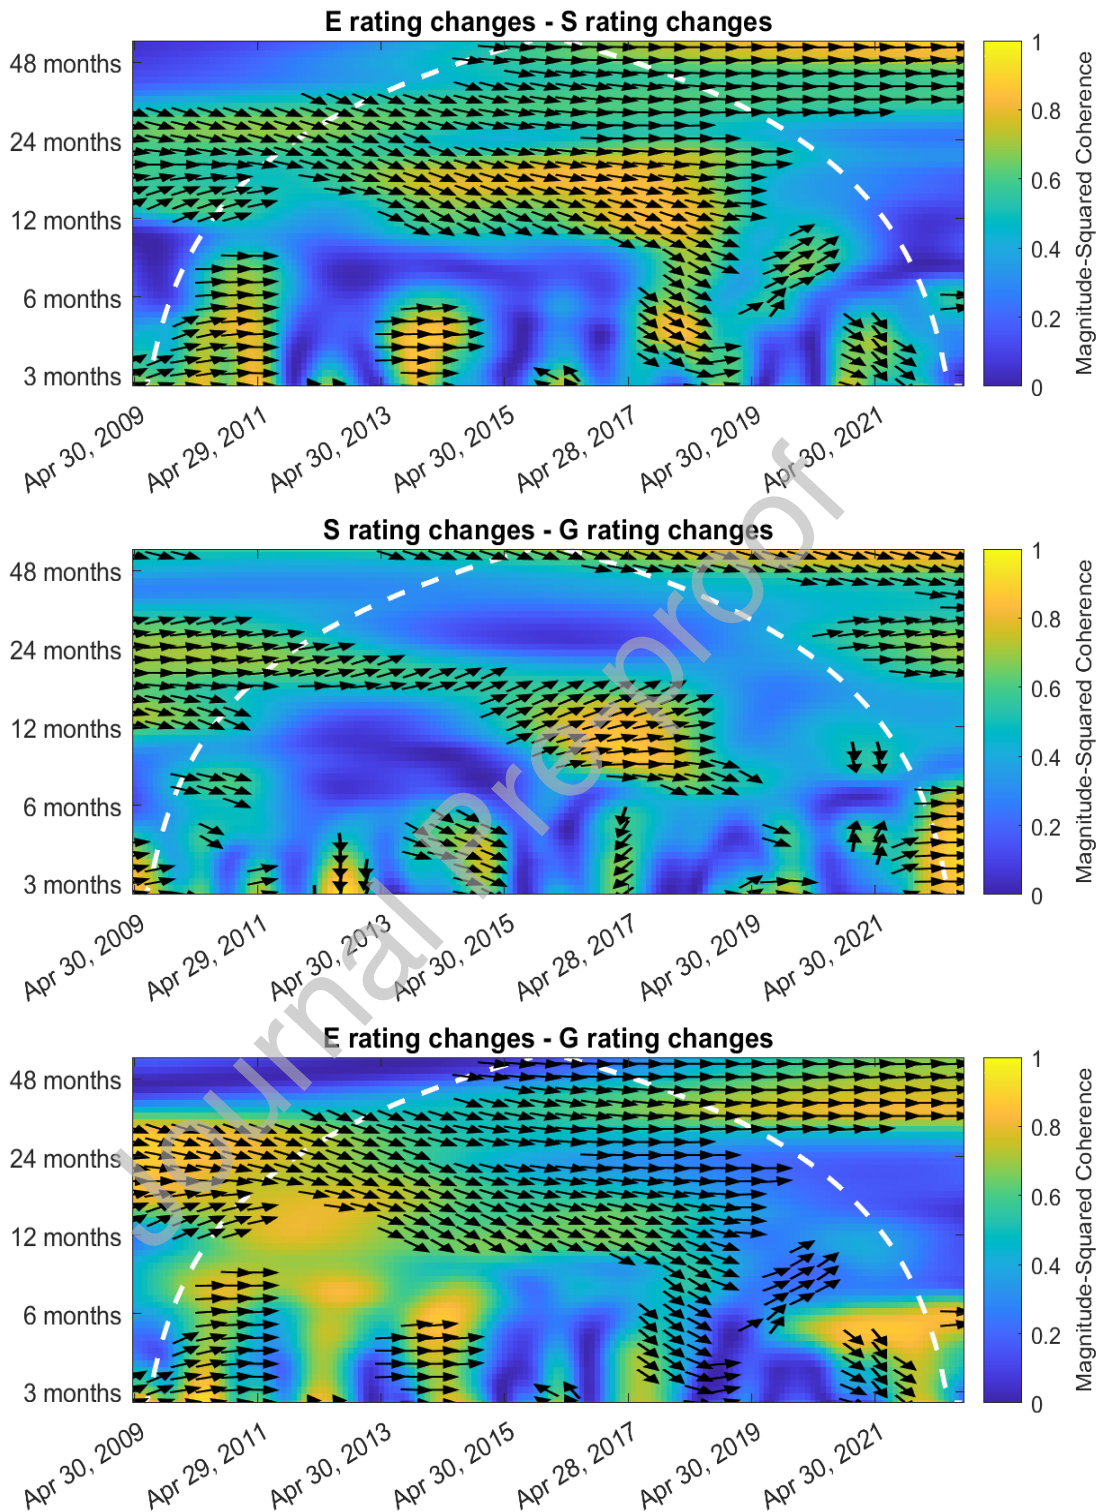 E rating changes - S rating changes
48 months
24 months
12 months
6 months
3 months
Apr 30, 2009
Apr 29, 2011
Apr 30, 2013
Apr 30, 2015
Apr 28, 2017
Apr 30, 2019
Apr 30, 2021
1
0.8
0.6
0.4
0.2
0
Magnitude-Squared Coherence
S rating changes - G rating changes
48 months
24 months
12 months
6 months
3 months
Apr 30, 2009
Apr 29, 2011
Apr 30, 2013
Apr 30, 2015
Apr 28, 2017
Apr 30, 2019
Apr 30, 2021
1
0.8
0.6
0.4
0.2
0
Magnitude-Squared Coherence
E rating changes - G rating changes
48 months
24 months
12 months
6 months
3 months
Apr 30, 2009
Apr 29, 2011
Apr 30, 2013
Apr 30, 2015
Apr 28, 2017
Apr 30, 2019
Apr 30, 2021
1
0.8
0.6
0.4
0.2
0
Magnitude-Squared Coherence
Journal Pre-proof